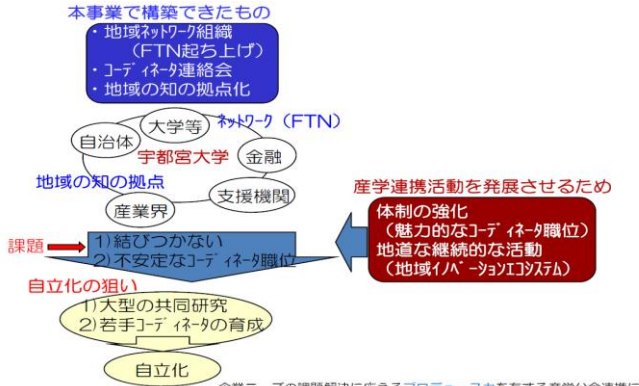 本事業で構築できたもの
・地域ネットワーク組織
（FTN起ち上げ）
・コーディネータ連絡会
・地域の知の拠点化
大学等
ネットワーク（FTN）
自治体
宇都宮大学
金融
地域の知の拠点
支援機関
産業界
産学連携活動を発展させるため
体制の強化
（魅力的なコーディネータ職位）
地道な継続的な活動
（地域イノベーションエコシステム）
課題
1)結びつかない
2)不安定なコーディネータ職位
自立化の狙い
1)大型の共同研究
2)若手コーディネータの育成
自立化